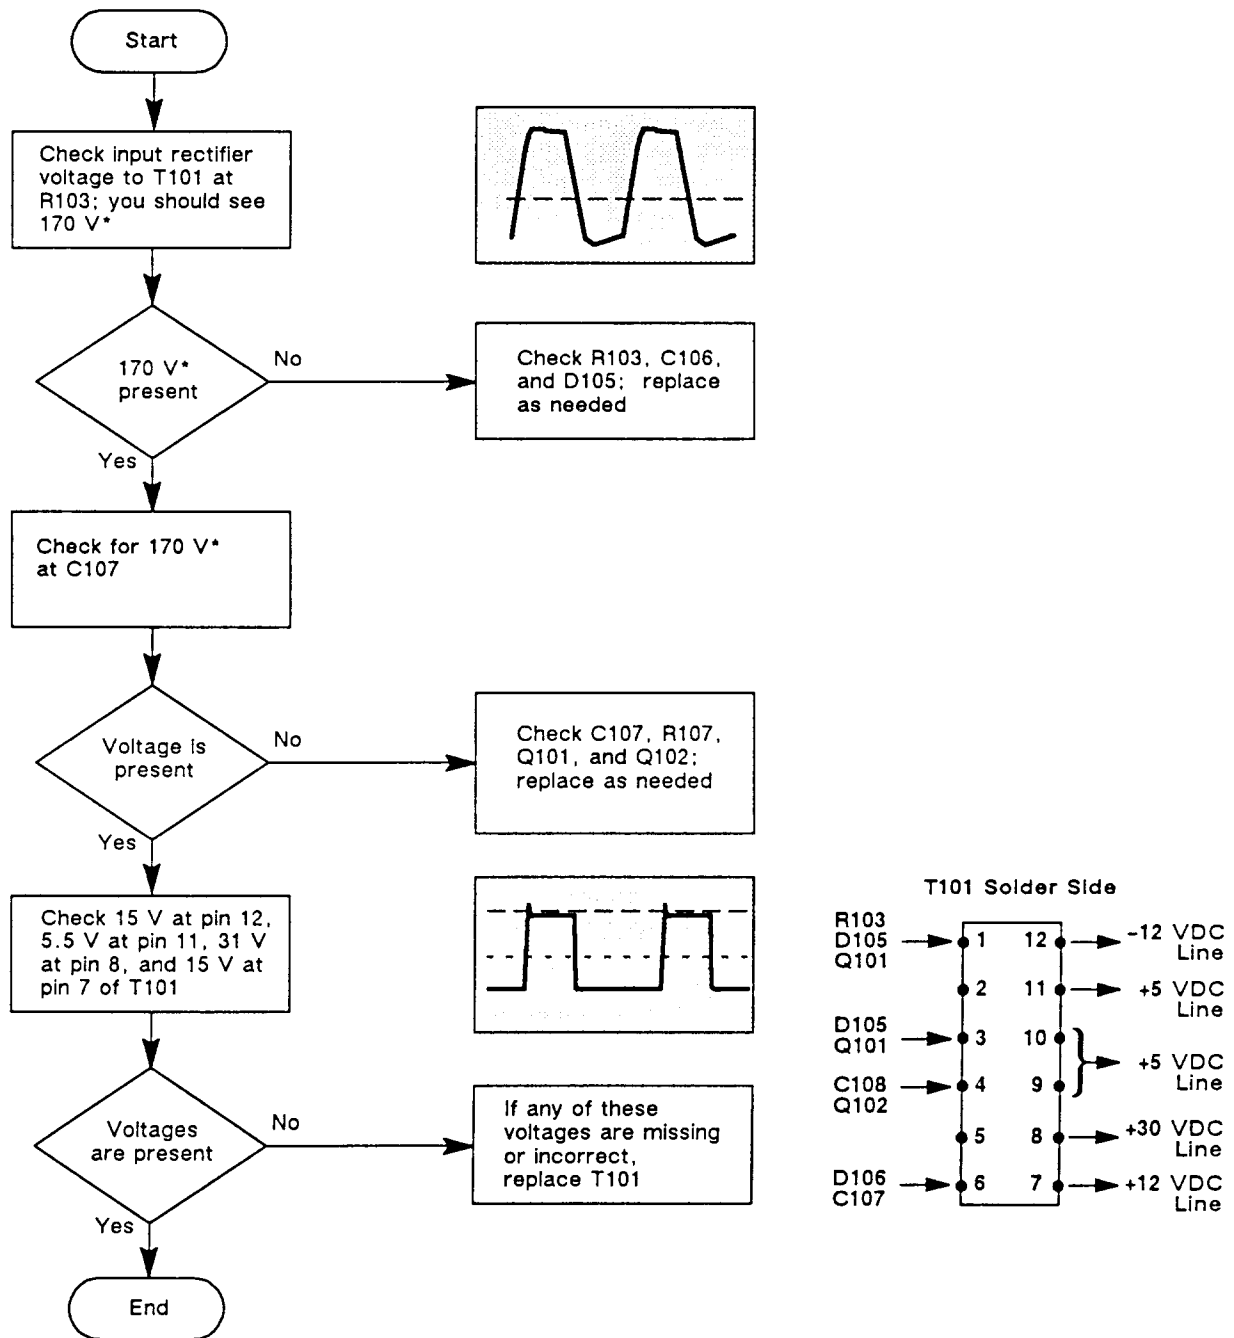 Start
Check input rectifier
voltage to T101 at
R103; you should see
170 V*
170 V*
present
No
Check R103, C106,
and D105; replace
as needed
Yes
Check for 170 V*
at C107
Voltage is
present
No
Check C107, R107,
Q101, and Q102;
replace as needed
Yes
Check 15 V at pin 12,
5.5 V at pin 11, 31 V
at pin 8, and 15 V at
pin 7 of T101
Voltages
are present
No
If any of these
voltages are missing
or incorrect,
replace T101
Yes
End
T101 Solder Side
R103
D105
Q101
1 12
-12 VDC
Line
2 11
+5 VDC
Line
D105
Q101
3 10
+5 VDC
Line
C108
Q102
4 9
5 8
+30 VDC
Line
D106
C107
6 7
+12 VDC
Line